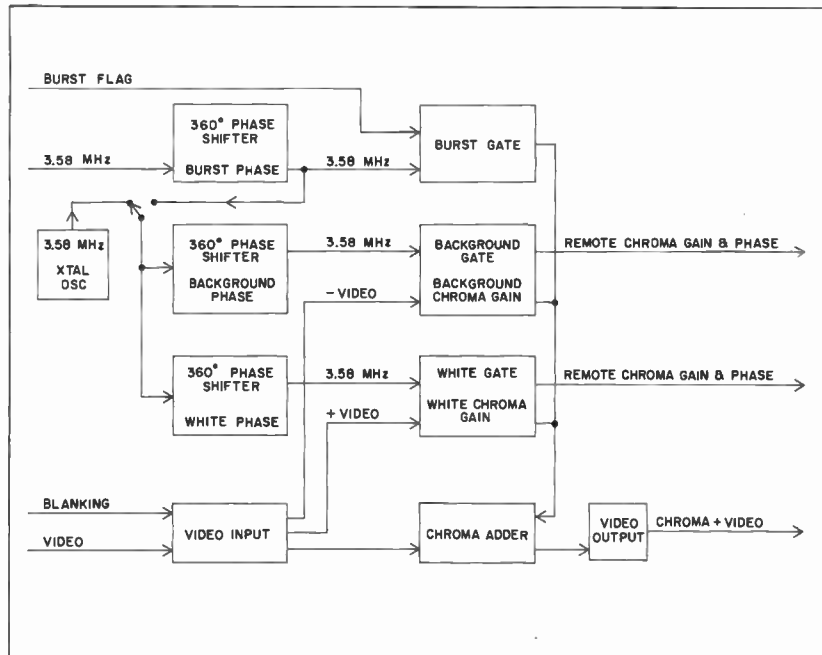 BURST FLAG
360° PHASE
SHIFTER
BURST PHASE
3.58 MHz
3.58 MHz
BURST GATE
3.58 MHz
XTAL
OSC
360° PHASE
SHIFTER
BACKGROUND
PHASE
3.58 MHz
– VIDEO
BACKGROUND
GATE
BACKGROUND
CHROMA GAIN
REMOTE CHROMA GAIN & PHASE
360° PHASE
SHIFTER
WHITE PHASE
3.58 MHz
+ VIDEO
WHITE GATE
WHITE CHROMA
GAIN
REMOTE CHROMA GAIN & PHASE
BLANKING
VIDEO
VIDEO INPUT
CHROMA ADDER
VIDEO
OUTPUT
CHROMA + VIDEO